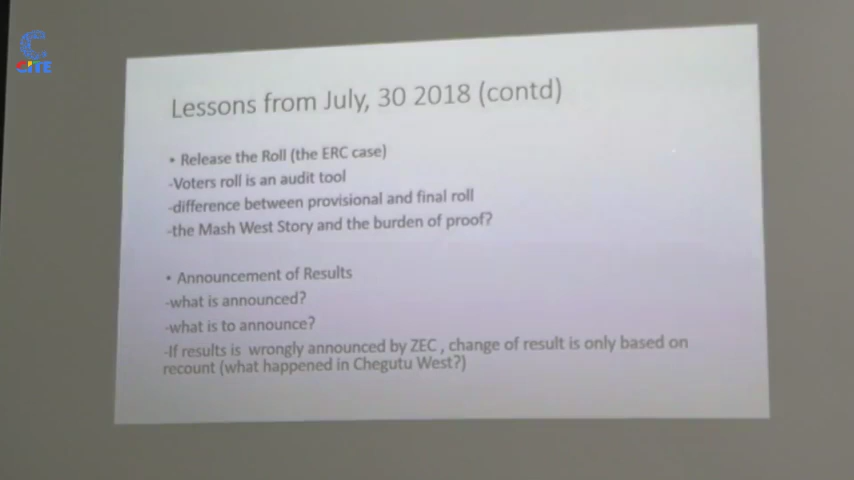 CITE
Lessons from July, 30 2018 (contd)
• Release the Roll (the ERC case)
-Voters roll is an audit tool
-difference between provisional and final roll
-the Mash West Story and the burden of proof?
• Announcement of Results
-what is announced?
-what is to announce?
-If results is wrongly announced by ZEC , change of result is only based on
recount (what happened in Chegutu West?)